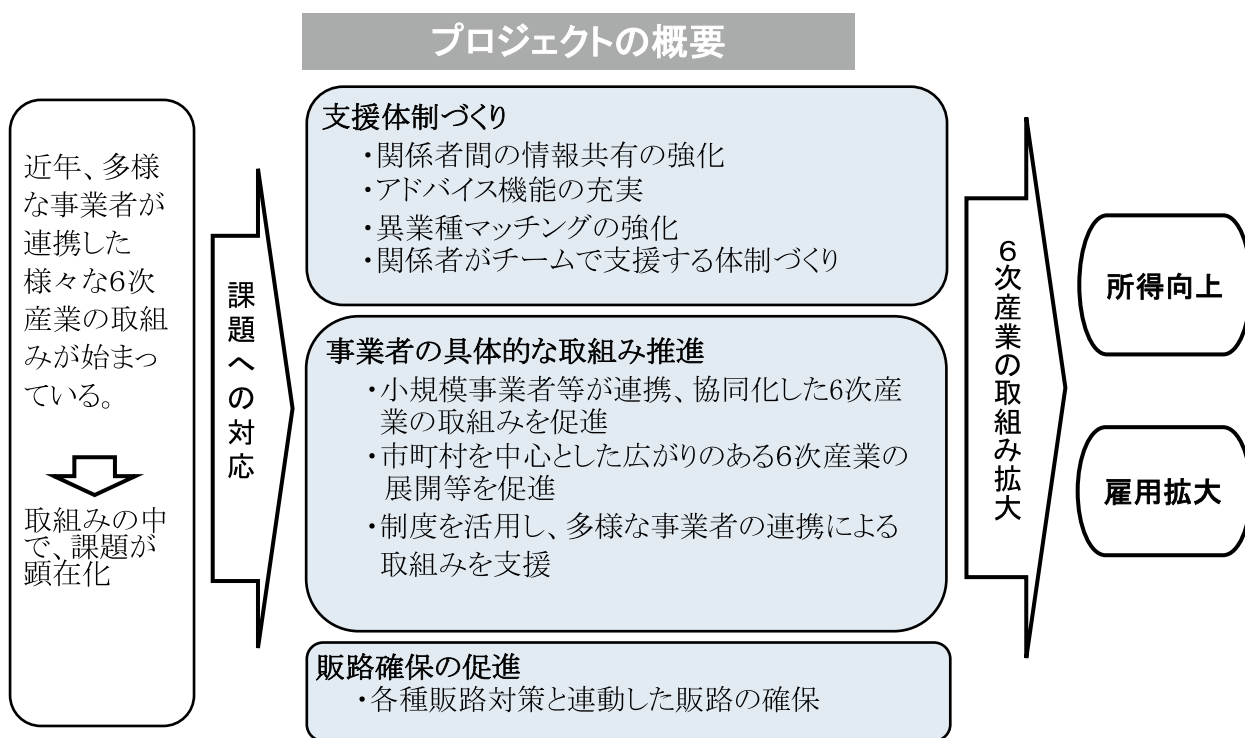 プロジェクトの概要
近年、多様
な事業者が
連携した
様々な6次
産業の取組
みが始まっ
ている。
取組みの中
で、課題が
顕在化
課題への対応
支援体制づくり
・関係者間の情報共有の強化
・アドバイス機能の充実
・異業種マッチングの強化
・関係者がチームで支援する体制づくり
事業者の具体的な取組み推進
・小規模事業者等が連携、協同化した6次産
業の取組みを促進
・市町村を中心とした広がりのある6次産業の
展開等を促進
・制度を活用し、多様な事業者の連携による
取組みを支援
販路確保の促進
・各種販路対策と連動した販路の確保
6次産業の取組み拡大
所得向上
雇用拡大